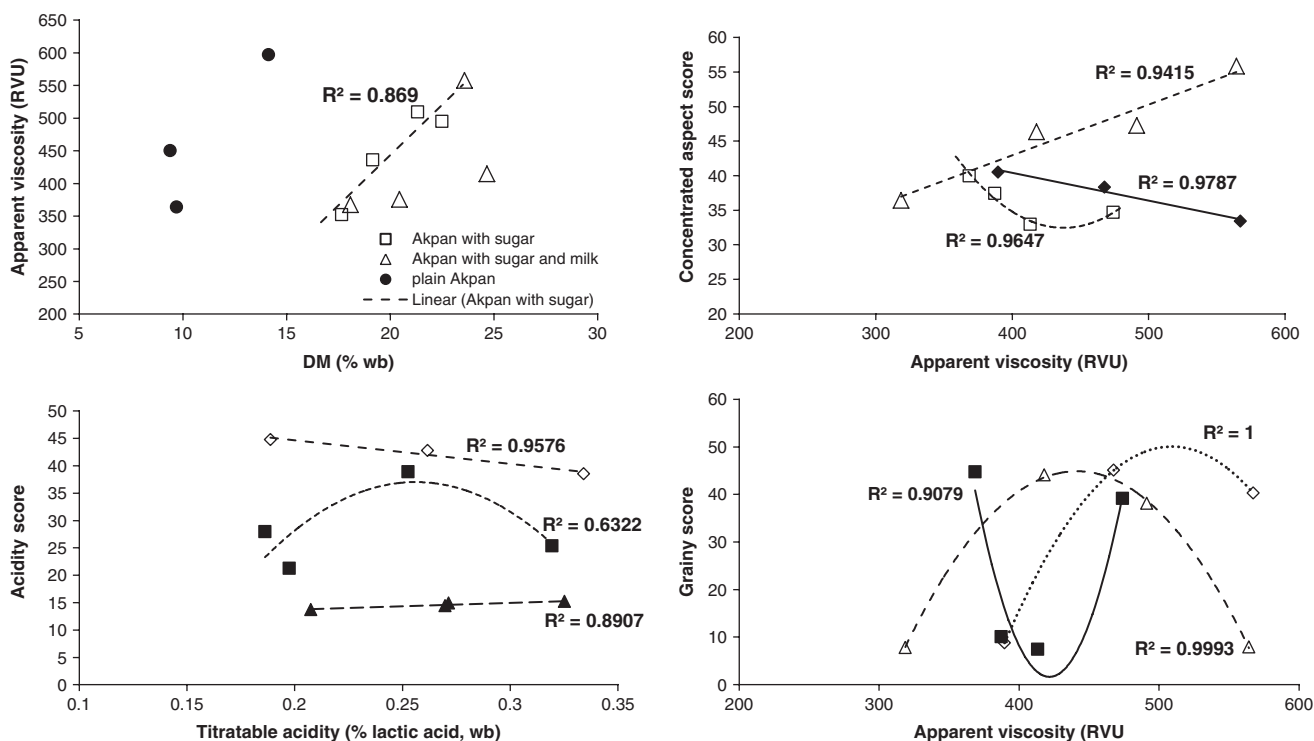 650
600
550
500
450
400
350
300
250
200
Apparent viscosity (RVU)
R² = 0.869
Akpan with sugar
Akpan with sugar and milk
plain Akpan
Linear (Akpan with sugar)
5 10 15 20 25 30
DM (% wb)
60
55
50
45
40
35
30
25
20
Concentrated aspect score
R² = 0.9415
R² = 0.9787
R² = 0.9647
200 300 400 500 600
Apparent viscosity (RVU)
50
45
40
35
30
25
20
15
10
5
0
Acidity score
R² = 0.9576
R² = 0.6322
R² = 0.8907
0.1 0.15 0.2 0.25 0.3 0.35
Titratable acidity (% lactic acid, wb)
60
50
40
30
20
10
0
Grainy score
R² = 1
R² = 0.9079
R² = 0.9993
200 300 400 500 600
Apparent viscosity (RVU